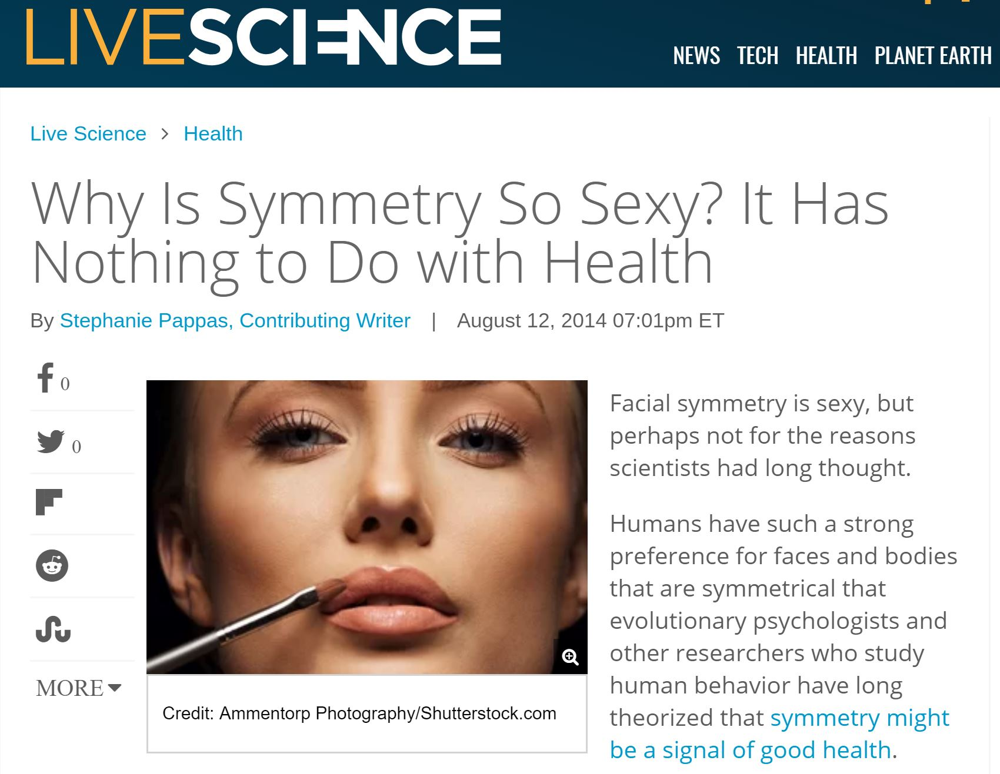 LIVESCIENCE
NEWS TECH HEALTH PLANET EARTH
Live Science > Health
Why Is Symmetry So Sexy? It Has
Nothing to Do with Health
By Stephanie Pappas, Contributing Writer | August 12, 2014 07:01pm ET
0
0
MORE
Credit: Ammentorp Photography/Shutterstock.com
Facial symmetry is sexy, but
perhaps not for the reasons
scientists had long thought.
Humans have such a strong
preference for faces and bodies
that are symmetrical that
evolutionary psychologists and
other researchers who study
human behavior have long
theorized that symmetry might
be a signal of good health.